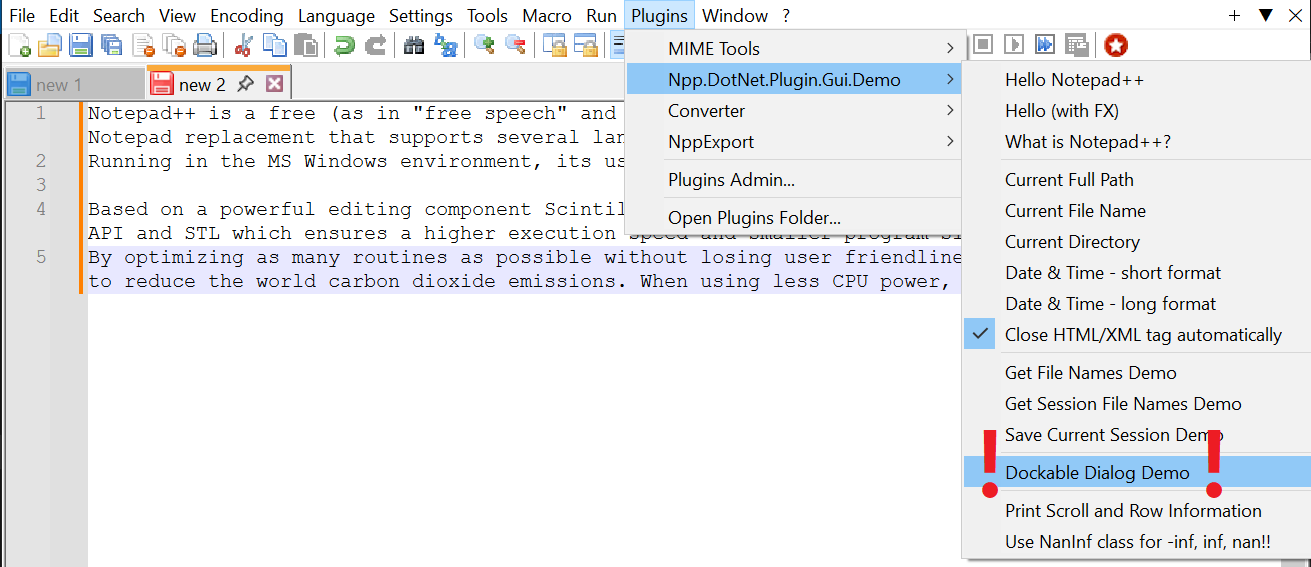 File Edit Search View Encoding Language Settings Tools Macro Run Plugins Window ?
new 1
new 2
1 Notepad++ is a free (as in "free speech" and
Notepad replacement that supports several lan
2 Running in the MS Windows environment, its us
3
4 Based on a powerful editing component Scintil
API and STL which ensures a higher execution speed and smaller program si
5 By optimizing as many routines as possible without losing user friendline
to reduce the world carbon dioxide emissions. When using less CPU power,
MIME Tools
Npp.DotNet.Plugin.Gui.Demo
Converter
NppExport
Plugins Admin...
Open Plugins Folder...
Hello Notepad++
Hello (with FX)
What is Notepad++?
Current Full Path
Current File Name
Current Directory
Date & Time - short format
Date & Time - long format
Close HTML/XML tag automatically
Get File Names Demo
Get Session File Names Demo
Save Current Session Demo
! Dockable Dialog Demo !
Print Scroll and Row Information
Use NanInf class for -inf, inf, nan!!